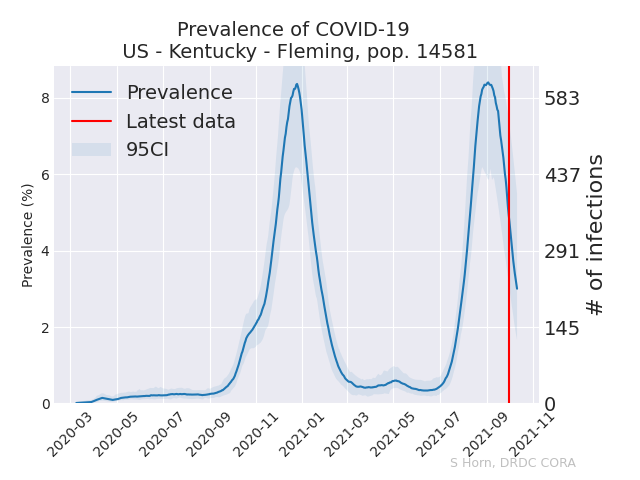 Prevalence of COVID-19
US - Kentucky - Fleming, pop. 14581
Prevalence
Latest data
95CI
Prevalence (%)
8
6
4
2
0
583
437
291
145
0
# of infections
2020-03
2020-05
2020-07
2020-09
2020-11
2021-01
2021-03
2021-05
2021-07
2021-09
2021-11
S Horn, DRDC CORA